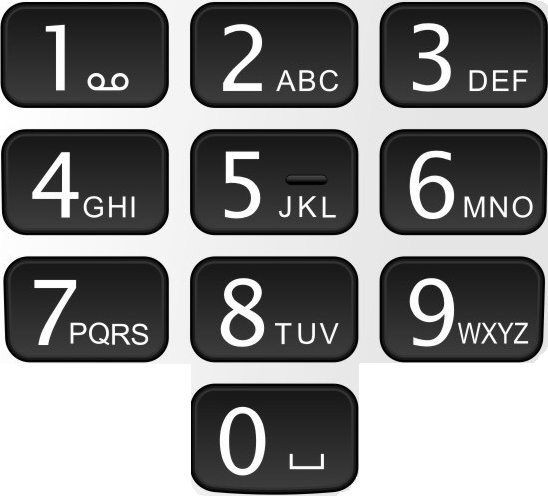 1 2 ABC 3 DEF
4 GHI 5 JKL 6 MNO
7 PQRS 8 TUV 9 WXYZ
0